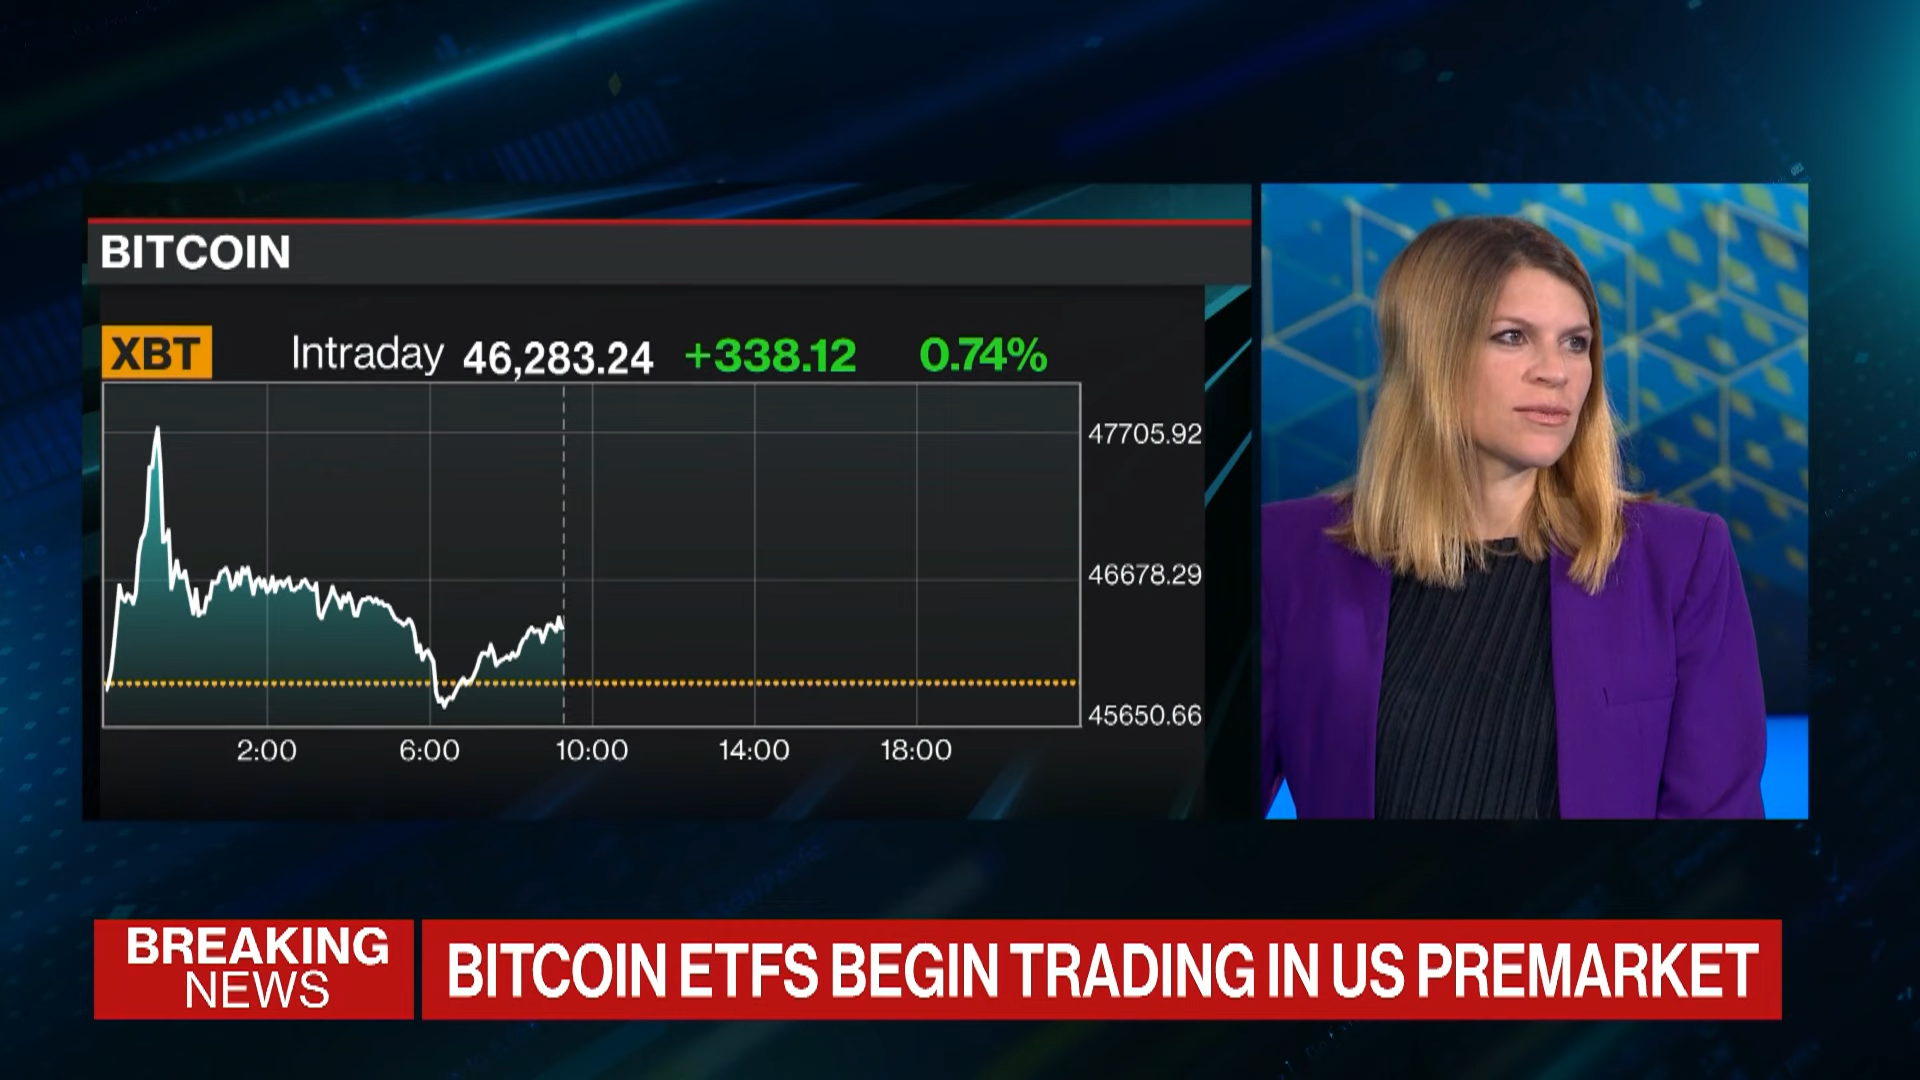 BITCOIN
XBT Intraday 46,283.24 +338.12 0.74%
47705.92
46678.29
45650.66
2:00 6:00 10:00 14:00 18:00
BREAKING
NEWS
BITCOIN ETFS BEGIN TRADING IN US PREMARKET